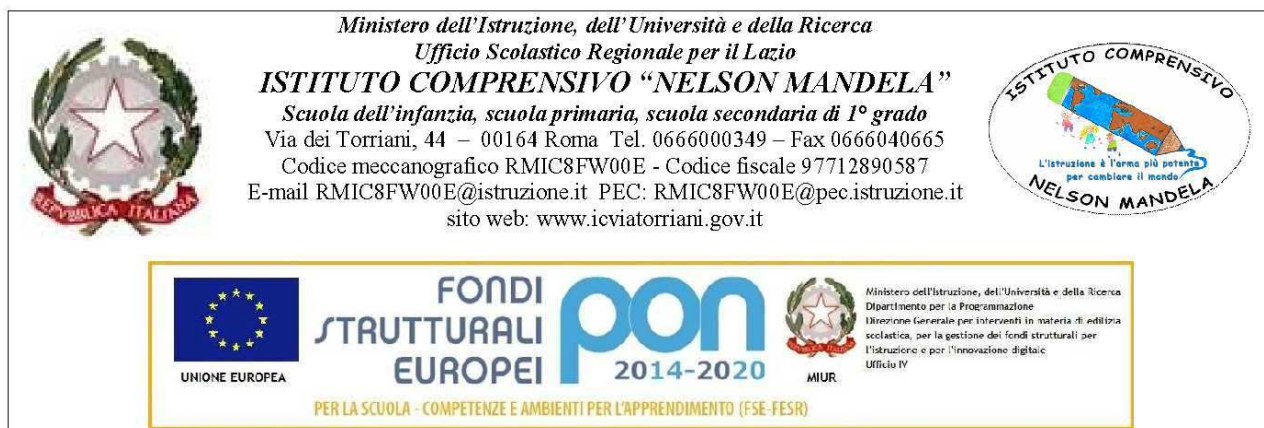 Ministero dell'Istruzione, dell'Università e della Ricerca
Ufficio Scolastico Regionale per il Lazio
ISTITUTO COMPRENSIVO "NELSON MANDELA"
Scuola dell'infanzia, scuola primaria, scuola secondaria di 1° grado
Via dei Torriani, 44 – 00164 Roma Tel. 0666000349 – Fax 0666040665
Codice meccanografico RMIC8FW00E - Codice fiscale 97712890587
E-mail RMIC8FW00E@istruzione.it PEC: RMIC8FW00E@pec.istruzione.it
sito web: www.icviatorriani.gov.it
REPVBBLICA ITALIANA
ISTITUTO COMPRENSIVO
L'istruzione è l'arma più potente
per cambiare il mondo
NELSON MANDELA
UNIONE EUROPEA
FONDI
STRUTTURALI
EUROPEI
pon
2014-2020
MIUR
Ministero dell'Istruzione, dell'Università e della Ricerca
Dipartimento per la Programmazione
Direzione Generale per interventi in materia di edilizia
scolastica, per la gestione dei fondi strutturali per
l'istruzione e per l'innovazione digitale
Ufficio IV
PER LA SCUOLA - COMPETENZE E AMBIENTI PER L'APPRENDIMENTO (FSE-FESR)